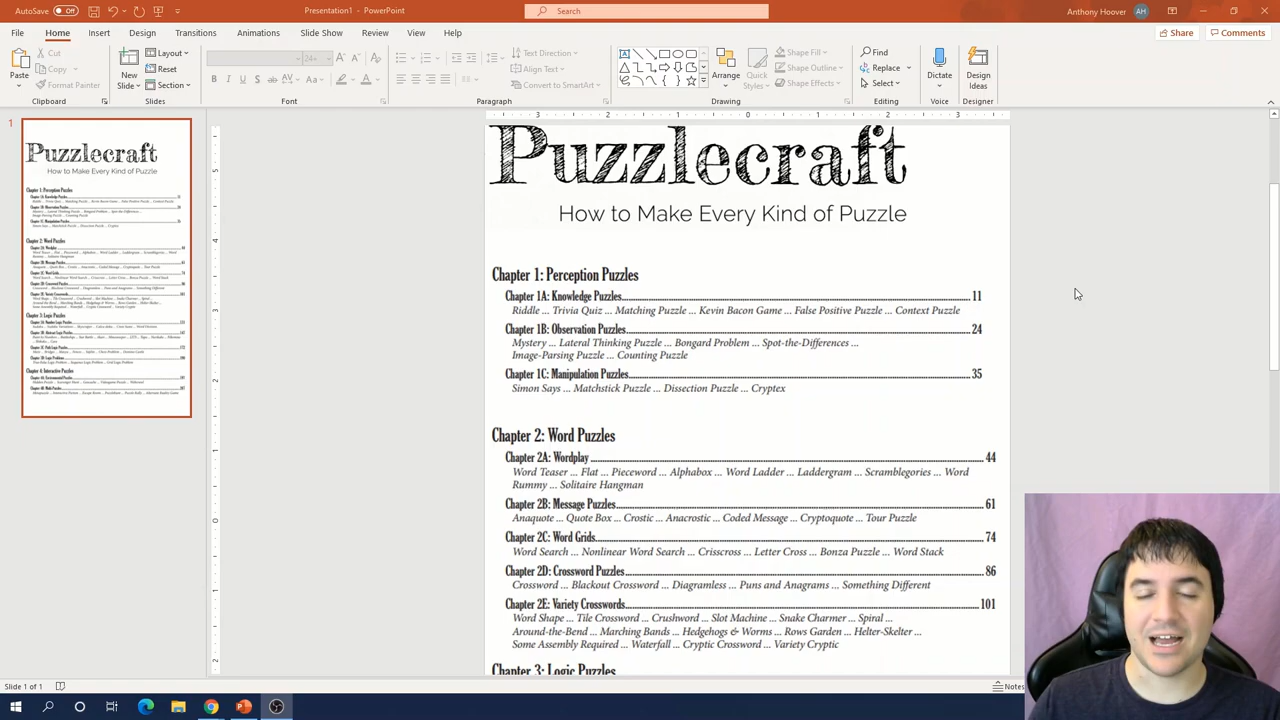 AutoSave Off Presentation1 - PowerPoint Search Anthony Hoover AH
File Home Insert Design Transitions Animations Slide Show Review View Help Share Comments
Paste Cut Copy Format Painter New Slide Layout Reset Section 24 Text Direction Align Text Convert to SmartArt Arrange Quick Styles Shape Fill Shape Outline Shape Effects Find Replace Select Dictate Design Ideas
Clipboard Slides Font Paragraph Drawing Editing Voice Designer
1
Puzzlecraft
How to Make Every Kind of Puzzle
Puzzlecraft
How to Make Every Kind of Puzzle
Chapter 1: Perception Puzzles
Chapter 1A: Knowledge Puzzles 11
Riddle ... Trivia Quiz ... Matching Puzzle ... Kevin Bacon Game ... False Positive Puzzle ... Context Puzzle
Chapter 1B: Observation Puzzles 24
Mystery ... Lateral Thinking Puzzle ... Bongard Problem ... Spot-the-Differences ...
Image-Parsing Puzzle ... Counting Puzzle
Chapter 1C: Manipulation Puzzles 35
Simon Says ... Matchstick Puzzle ... Dissection Puzzle ... Cryptex
Chapter 2: Word Puzzles
Chapter 2A: Wordplay 44
Word Teaser ... Flat ... Pieceword ... Alphabox ... Word Ladder ... Laddergram ... Scramblegories ... Word
Rummy ... Solitaire Hangman
Chapter 2B: Message Puzzles 61
Anaquote ... Quote Box ... Crostic ... Anacrostic ... Coded Message ... Cryptoquote ... Tour Puzzle
Chapter 2C: Word Grids 74
Word Search ... Nonlinear Word Search ... Crisscross ... Letter Cross ... Bonza Puzzle ... Word Stack
Chapter 2D: Crossword Puzzles 86
Crossword ... Blackout Crossword ... Diagramless ... Puns and Anagrams ... Something Different
Chapter 2E: Variety Crosswords 101
Word Shape ... Tile Crossword ... Crushword ... Slot Machine ... Snake Charmer ... Spiral ...
Around-the-Bend ... Marching Bands ... Hedgehogs & Worms ... Rows Garden ... Helter-Skelter ...
Some Assembly Required ... Waterfall ... Cryptic Crossword ... Variety Cryptic
Chapter 3: Logic Puzzles
Slide 1 of 1 Notes